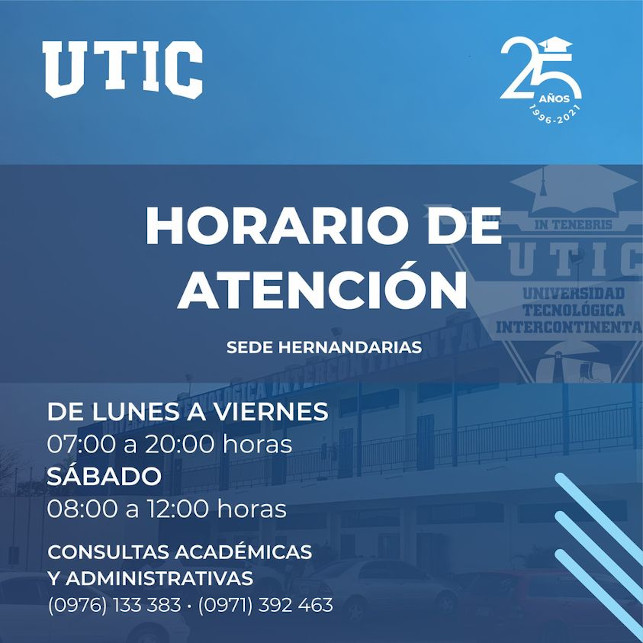 UTIC
25
AÑOS
1996-2021
HORARIO DE
ATENCIÓN
SEDE HERNANDARIAS
IN TENEBRIS
UTIC
UNIVERSIDAD
TECNOLÓGICA
INTERCONTINENTA
INTERCONTINENTAL
DE LUNES A VIERNES
07:00 a 20:00 horas
SÁBADO
08:00 a 12:00 horas
CONSULTAS ACADÉMICAS
Y ADMINISTRATIVAS
(0976) 133 383 • (0971) 392 463